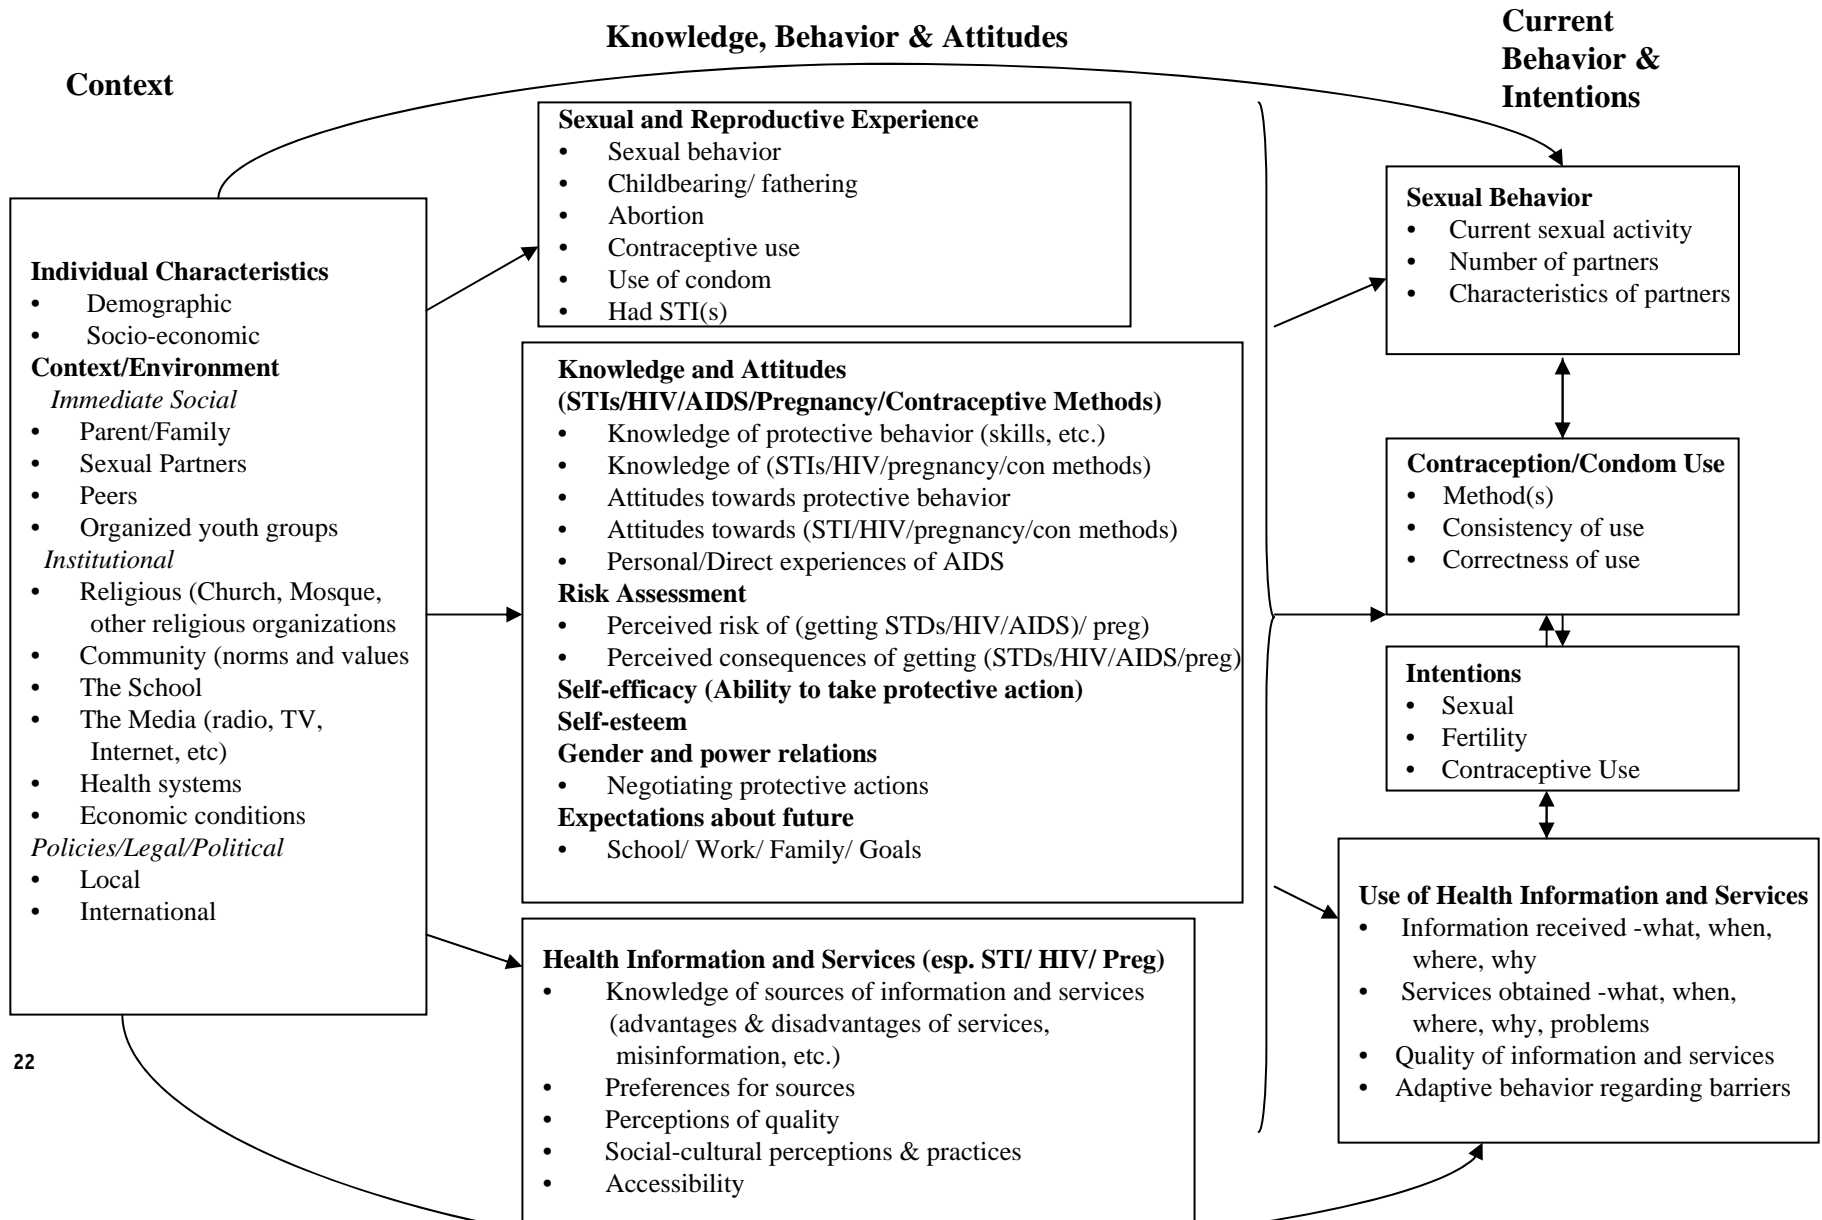 Context
Knowledge, Behavior & Attitudes
Current
Behavior &
Intentions
Individual Characteristics
• Demographic
• Socio-economic
Context/Environment
Immediate Social
• Parent/Family
• Sexual Partners
• Peers
• Organized youth groups
Institutional
• Religious (Church, Mosque,
other religious organizations
• Community (norms and values
• The School
• The Media (radio, TV,
Internet, etc)
• Health systems
• Economic conditions
Policies/Legal/Political
• Local
• International
Sexual and Reproductive Experience
• Sexual behavior
• Childbearing/ fathering
• Abortion
• Contraceptive use
• Use of condom
• Had STI(s)
Knowledge and Attitudes
(STIs/HIV/AIDS/Pregnancy/Contraceptive Methods)
• Knowledge of protective behavior (skills, etc.)
• Knowledge of (STIs/HIV/pregnancy/con methods)
• Attitudes towards protective behavior
• Attitudes towards (STI/HIV/pregnancy/con methods)
• Personal/Direct experiences of AIDS
Risk Assessment
• Perceived risk of (getting STDs/HIV/AIDS)/ preg)
• Perceived consequences of getting (STDs/HIV/AIDS/preg)
Self-efficacy (Ability to take protective action)
Self-esteem
Gender and power relations
• Negotiating protective actions
Expectations about future
• School/ Work/ Family/ Goals
Health Information and Services (esp. STI/ HIV/ Preg)
• Knowledge of sources of information and services
(advantages & disadvantages of services,
misinformation, etc.)
• Preferences for sources
• Perceptions of quality
• Social-cultural perceptions & practices
• Accessibility
Sexual Behavior
• Current sexual activity
• Number of partners
• Characteristics of partners
Contraception/Condom Use
• Method(s)
• Consistency of use
• Correctness of use
Intentions
• Sexual
• Fertility
• Contraceptive Use
Use of Health Information and Services
• Information received -what, when,
where, why
• Services obtained -what, when,
where, why, problems
• Quality of information and services
• Adaptive behavior regarding barriers
22